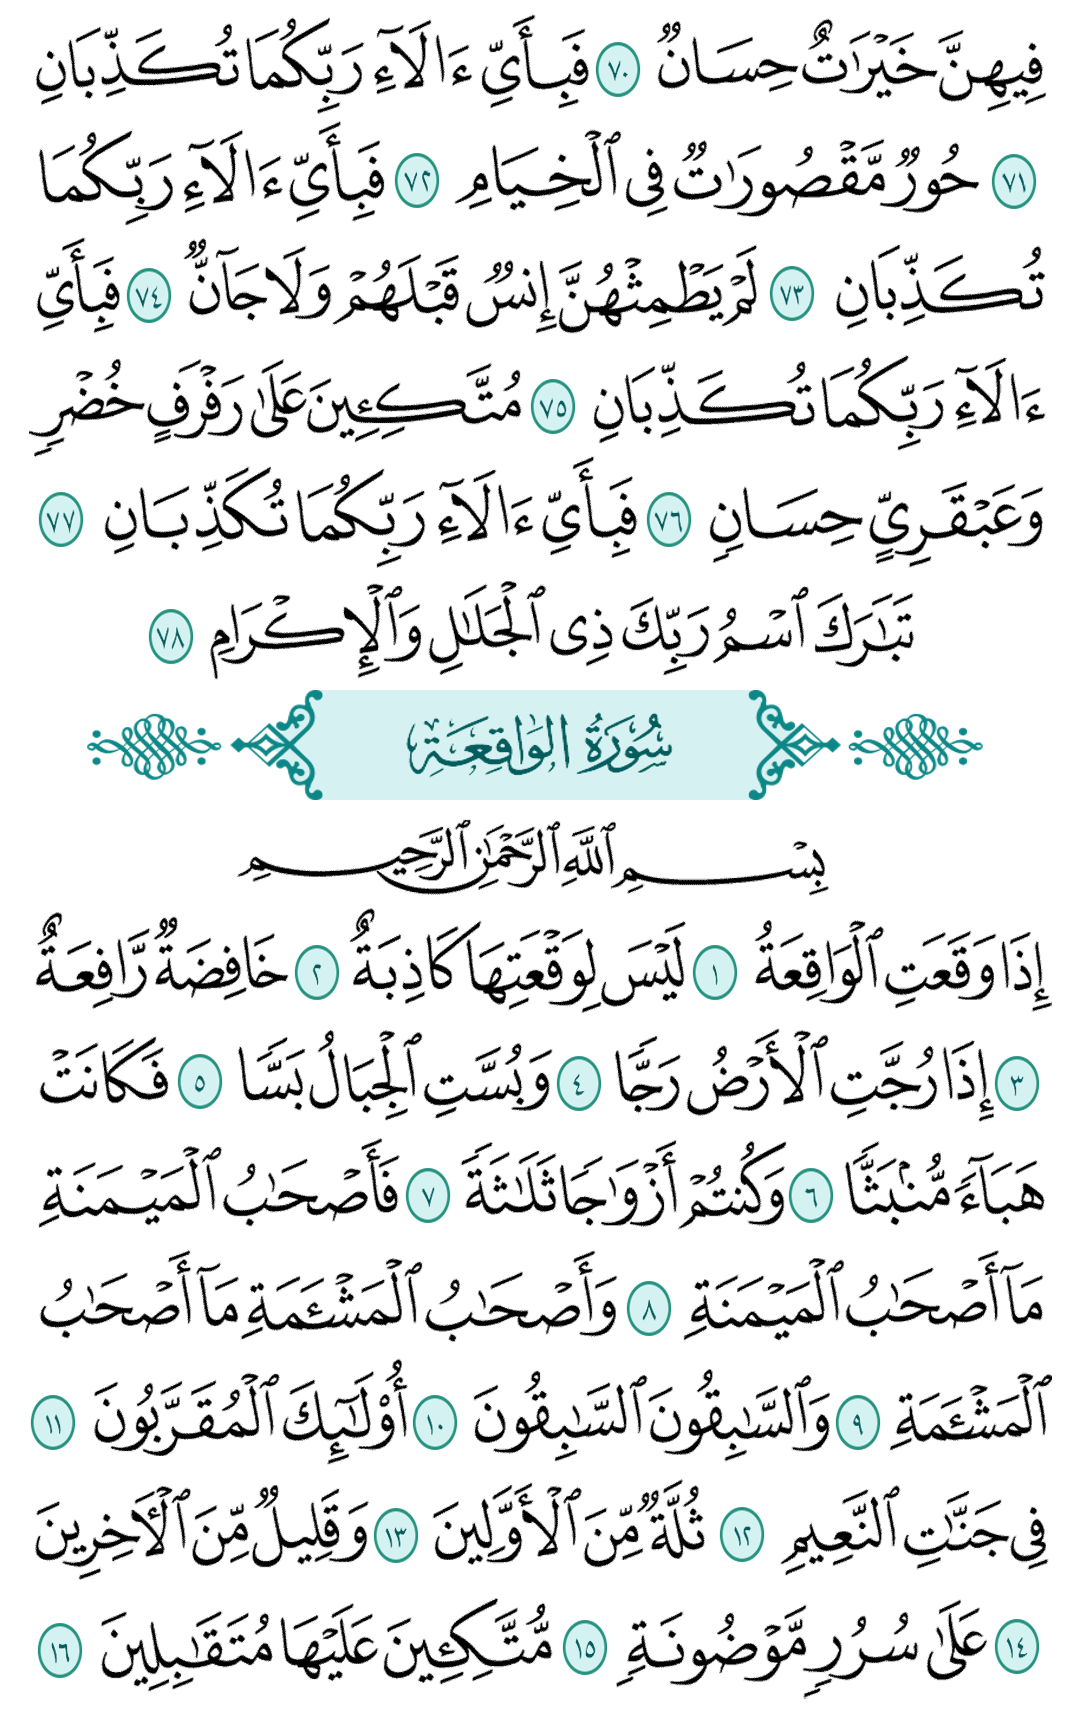 فِيهِنَّ خَيْرَٰتٌ حِسَانٌ ٧٠ فَبِأَيِّ ءَالَآءِ رَبِّكُمَا تُكَذِّبَانِ
٧١ حُورٌ مَّقْصُورَٰتٌ فِى ٱلْخِيَامِ ٧٢ فَبِأَيِّ ءَالَآءِ رَبِّكُمَا
تُكَذِّبَانِ ٧٣ لَمْ يَطْمِثْهُنَّ إِنسٌ قَبْلَهُمْ وَلَا جَآنٌّ ٧٤ فَبِأَيِّ
ءَالَآءِ رَبِّكُمَا تُكَذِّبَانِ ٧٥ مُتَّكِـِٔينَ عَلَىٰ رَفْرَفٍ خُضْرٍ
وَعَبْقَرِيٍّ حِسَانٍ ٧٦ فَبِأَيِّ ءَالَآءِ رَبِّكُمَا تُكَذِّبَانِ ٧٧
تَبَٰرَكَ ٱسْمُ رَبِّكَ ذِى ٱلْجَلَٰلِ وَٱلْإِكْرَامِ ٧٨
سُورَةُ الوَاقِعَةِ
بِسْمِ ٱللَّهِ ٱلرَّحْمَٰنِ ٱلرَّحِيمِ
إِذَا وَقَعَتِ ٱلْوَاقِعَةُ ١ لَيْسَ لِوَقْعَتِهَا كَاذِبَةٌ ٢ خَافِضَةٌ رَّافِعَةٌ
٣ إِذَا رُجَّتِ ٱلْأَرْضُ رَجًّا ٤ وَبُسَّتِ ٱلْجِبَالُ بَسًّا ٥ فَكَانَتْ
هَبَآءً مُّنۢبَثًّا ٦ وَكُنتُمْ أَزْوَٰجًا ثَلَٰثَةً ٧ فَأَصْحَٰبُ ٱلْمَيْمَنَةِ
مَآ أَصْحَٰبُ ٱلْمَيْمَنَةِ ٨ وَأَصْحَٰبُ ٱلْمَشْـَٔمَةِ مَآ أَصْحَٰبُ
ٱلْمَشْـَٔمَةِ ٩ وَٱلسَّٰبِقُونَ ٱلسَّٰبِقُونَ ١٠ أُو۟لَٰٓئِكَ ٱلْمُقَرَّبُونَ ١١
فِى جَنَّٰتِ ٱلنَّعِيمِ ١٢ ثُلَّةٌ مِّنَ ٱلْأَوَّلِينَ ١٣ وَقَلِيلٌ مِّنَ ٱلْـَٔاخِرِينَ
١٤ عَلَىٰ سُرُرٍ مَّوْضُونَةٍ ١٥ مُّتَّكِـِٔينَ عَلَيْهَا مُتَقَٰبِلِينَ ١٦